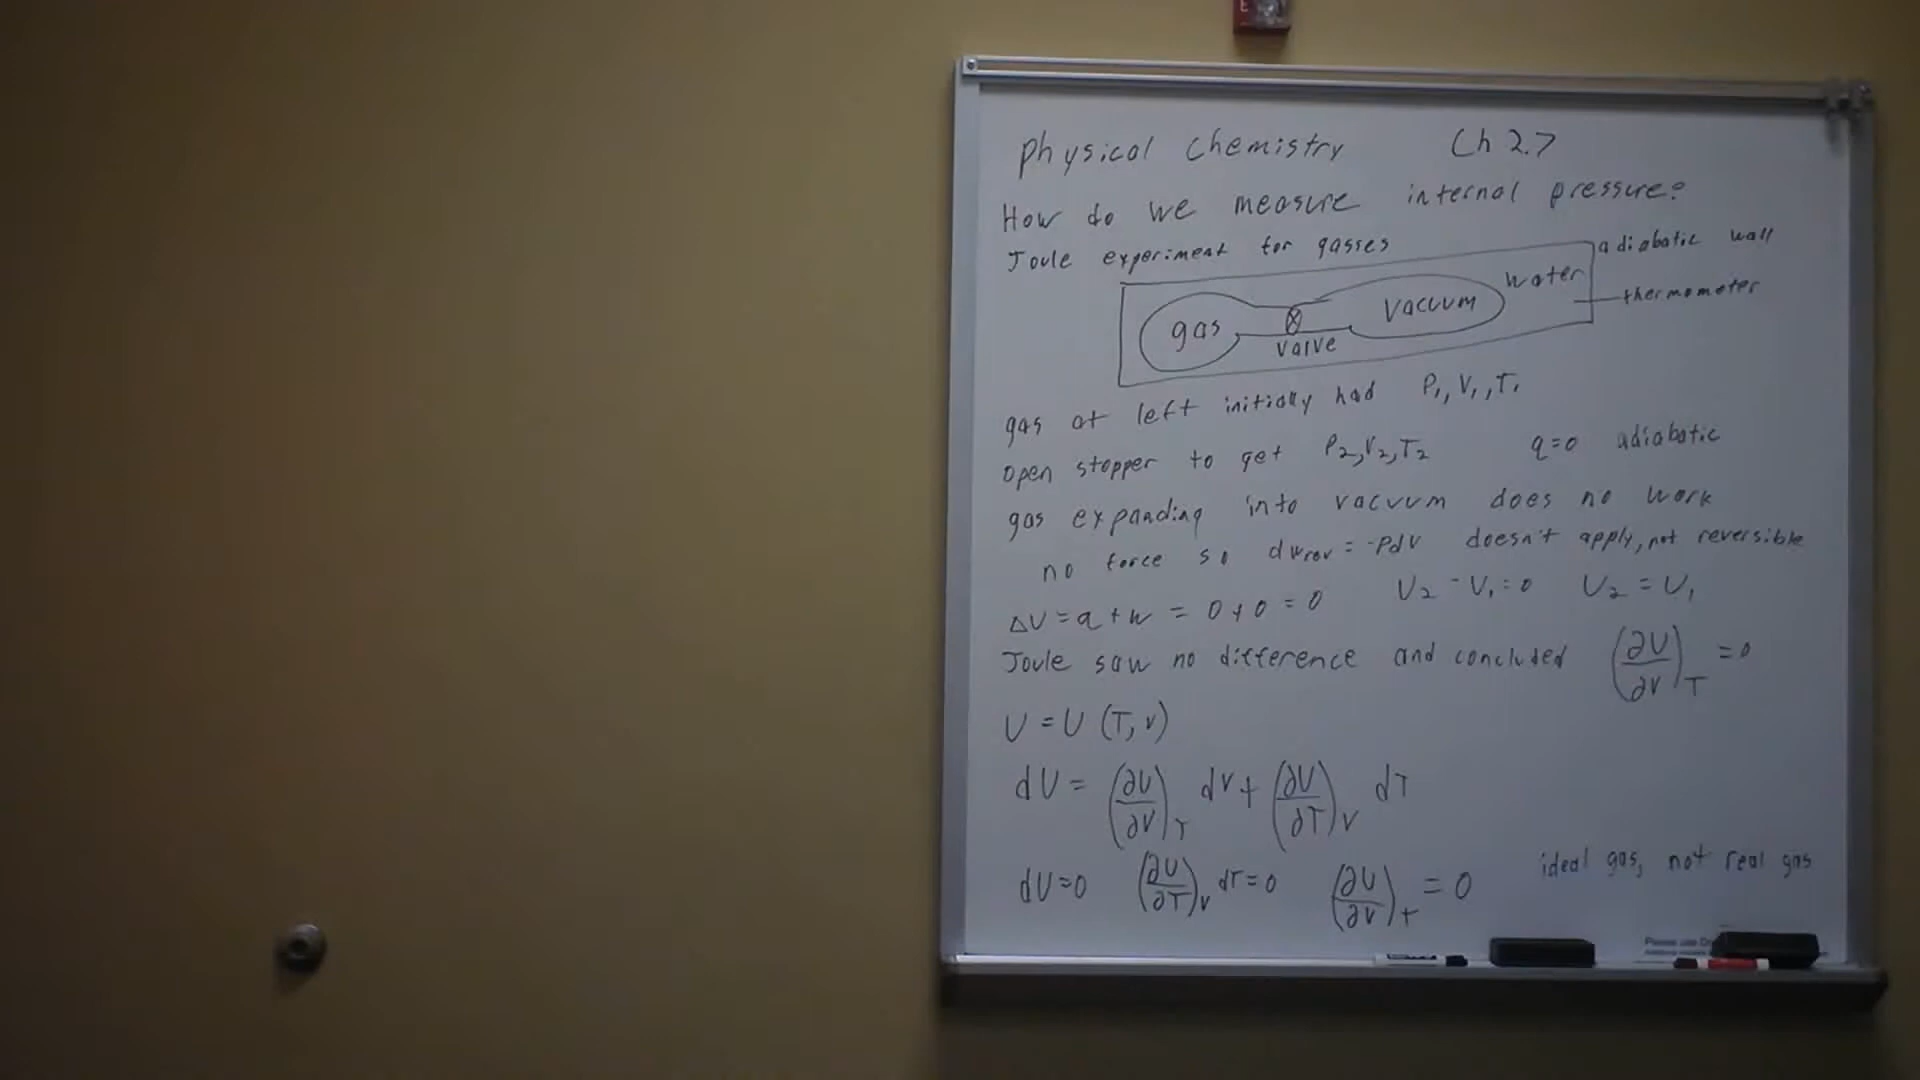 Physical Chemistry Ch 2.7
How do we measure internal pressure?
Joule experiment for gasses
adiabatic wall
water
thermometer
gas
vacuum
valve
gas at left initially had P₁, V₁, T₁
open stopper to get P₂, V₂, T₂ q=0 adiabatic
gas expanding into vacuum does no work
no force so dw_rev = -PdV doesn't apply, not reversible
ΔU = q + w = 0 + 0 = 0 U₂ - U₁ = 0 U₂ = U₁
Joule saw no difference and concluded (∂U/∂V)_T = 0
U = U (T, V)
dU = (∂U/∂V)_T dV + (∂U/∂T)_V dT
dU=0 (∂U/∂T)_V dT=0 (∂U/∂V)_T = 0 ideal gas, not real gas
Please use